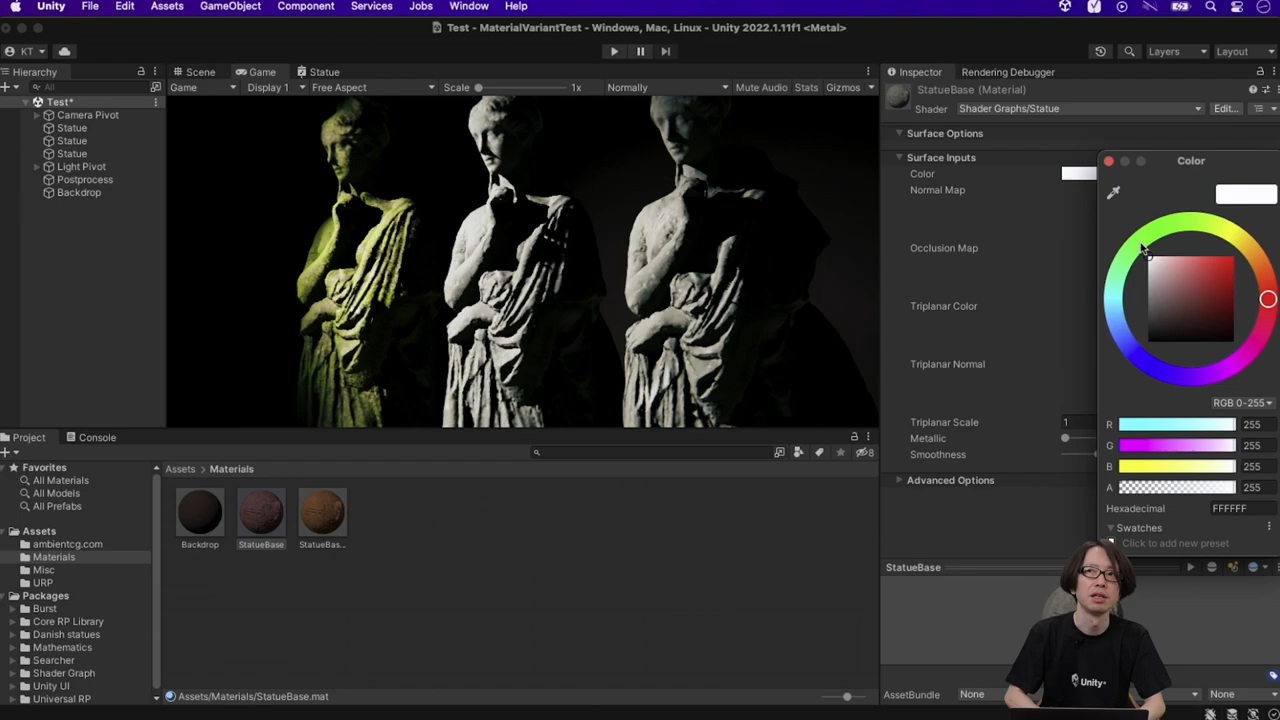 Unity File Edit Assets GameObject Component Services Jobs Window Help
Test - MaterialVariantTest - Windows, Mac, Linux - Unity 2022.1.11f1 <Metal>
KT Layers Layout
Hierarchy
All
Test*
Camera Pivot
Statue
Statue
Statue
Light Pivot
Postprocess
Backdrop
Scene Game Statue
Game Display 1 Free Aspect Scale 1x Normally Mute Audio Stats Gizmos
Inspector Rendering Debugger
StatueBase (Material)
Shader Shader Graphs/Statue Edit...
Surface Options
Surface Inputs
Color
Normal Map
Occlusion Map
Triplanar Color
Triplanar Normal
Triplanar Scale 1
Metallic
Smoothness
Advanced Options
Color
RGB 0-255
R 255
G 255
B 255
A 255
Hexadecimal FFFFFF
Swatches
Click to add new preset
Project Console
8
Favorites
All Materials
All Models
All Prefabs
Assets
ambientcg.com
Materials
Misc
URP
Packages
Burst
Core RP Library
Danish statues
Mathematics
Searcher
Shader Graph
Unity UI
Universal RP
Assets > Materials
Backdrop StatueBase StatueBas...
Assets/Materials/StatueBase.mat
StatueBase
Unity
AssetBundle None None